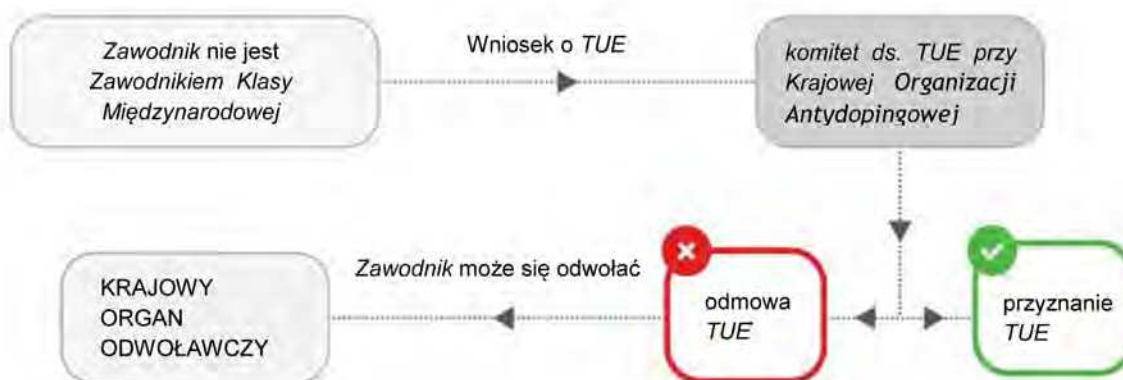 Zawodnik nie jest
Zawodnikiem Klasy
Międzynarodowej
Wniosek o TUE
komitet ds. TUE przy
Krajowej Organizacji
Antydopingowej
KRAJOWY
ORGAN
ODWOŁAWCZY
Zawodnik może się odwołać
odmowa
TUE
przyznanie
TUE